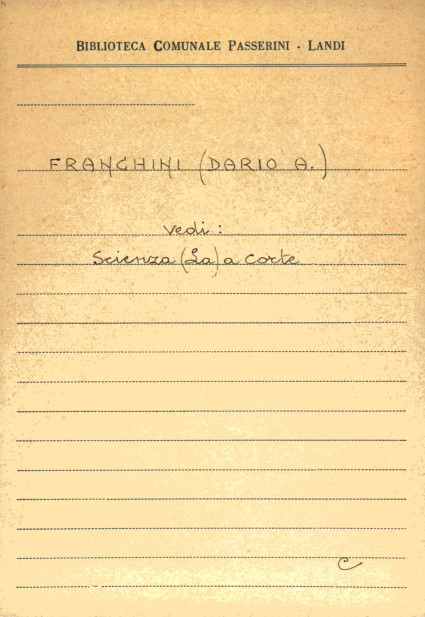 BIBLIOTECA COMUNALE PASSERINI - LANDI
FRANCHINI (DARIO A.)
vedi :
Scienza (La) a corte
C